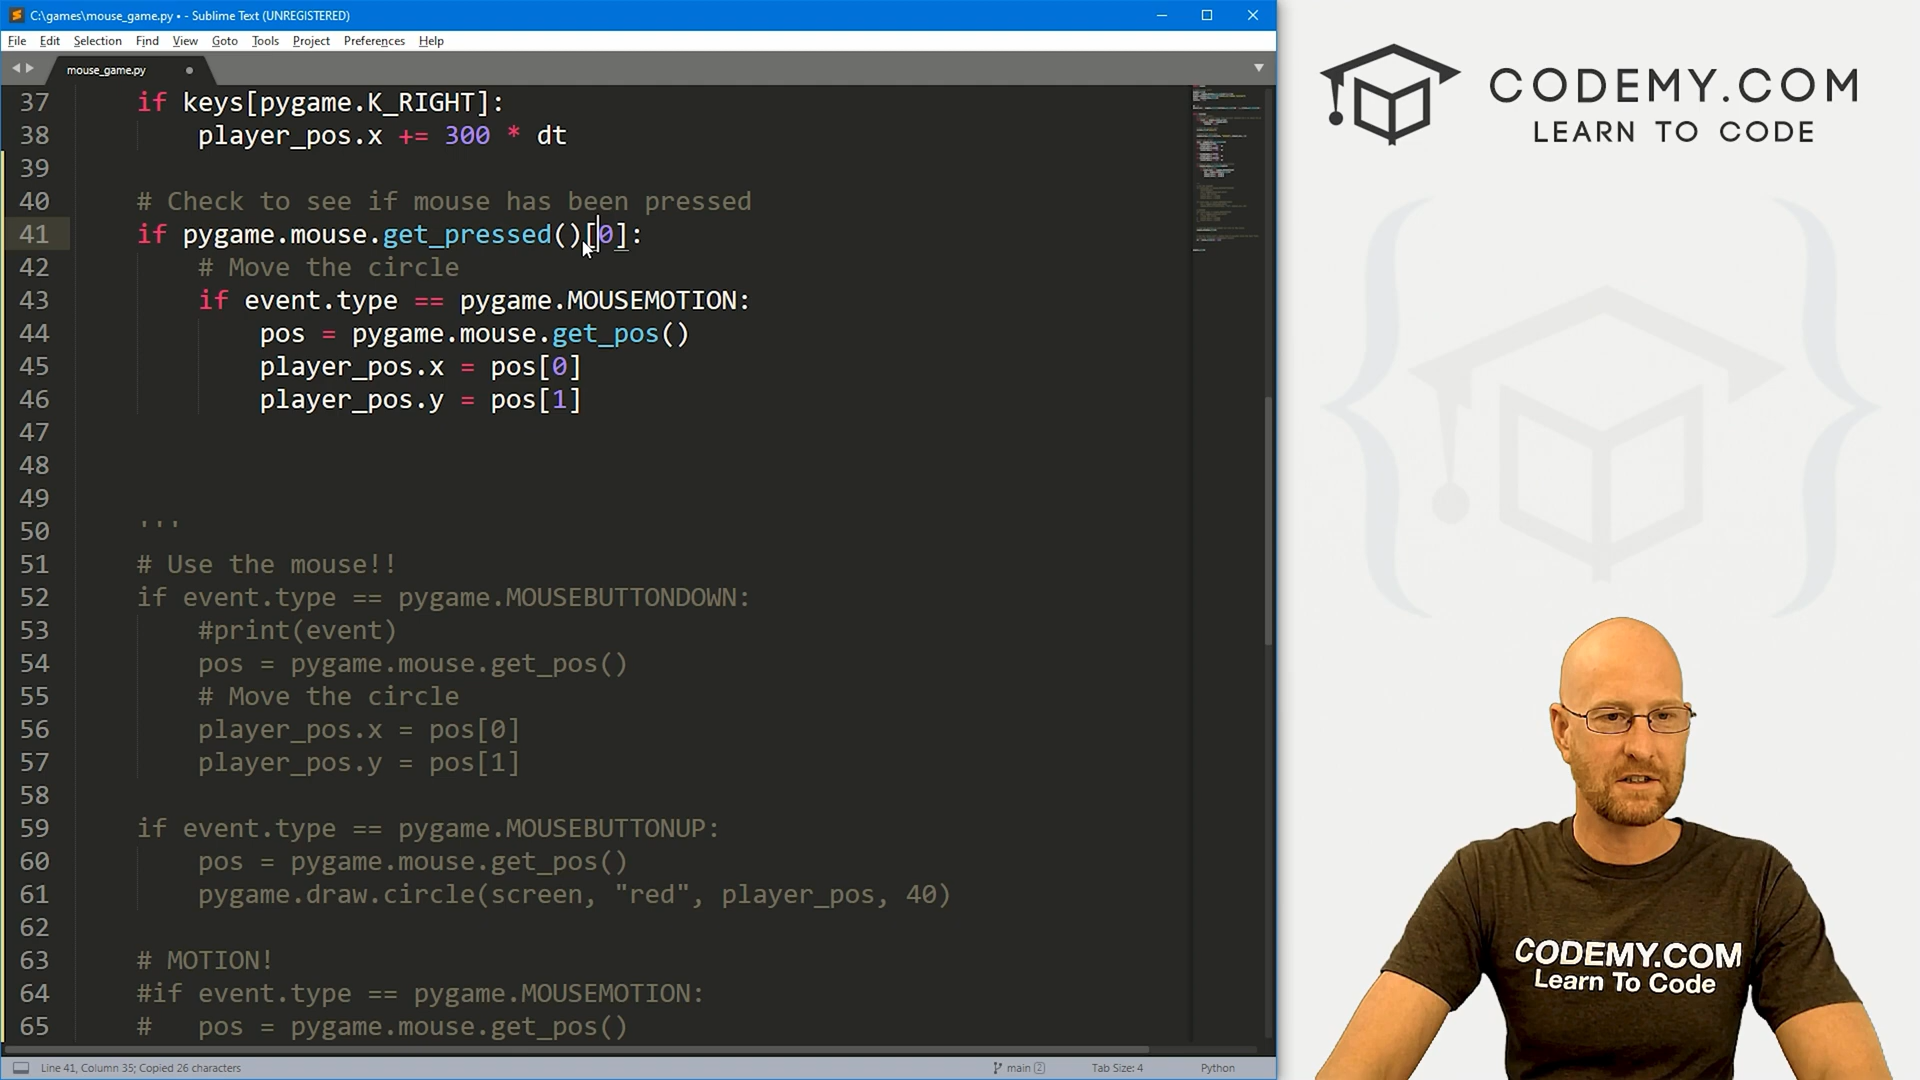 C:\games\mouse_game.py • - Sublime Text (UNREGISTERED)
File Edit Selection Find View Goto Tools Project Preferences Help
mouse_game.py
37 if keys[pygame.K_RIGHT]:
38 player_pos.x += 300 * dt
39
40 # Check to see if mouse has been pressed
41 if pygame.mouse.get_pressed()[0]:
42 # Move the circle
43 if event.type == pygame.MOUSEMOTION:
44 pos = pygame.mouse.get_pos()
45 player_pos.x = pos[0]
46 player_pos.y = pos[1]
47
48
49
50 '''
51 # Use the mouse!!
52 if event.type == pygame.MOUSEBUTTONDOWN:
53 #print(event)
54 pos = pygame.mouse.get_pos()
55 # Move the circle
56 player_pos.x = pos[0]
57 player_pos.y = pos[1]
58
59 if event.type == pygame.MOUSEBUTTONUP:
60 pos = pygame.mouse.get_pos()
61 pygame.draw.circle(screen, "red", player_pos, 40)
62
63 # MOTION!
64 #if event.type == pygame.MOUSEMOTION:
65 # pos = pygame.mouse.get_pos()
Line 41, Column 35; Copied 26 characters
main 2
Tab Size: 4
Python
CODEMY.COM
LEARN TO CODE
CODEMY.COM
Learn To Code